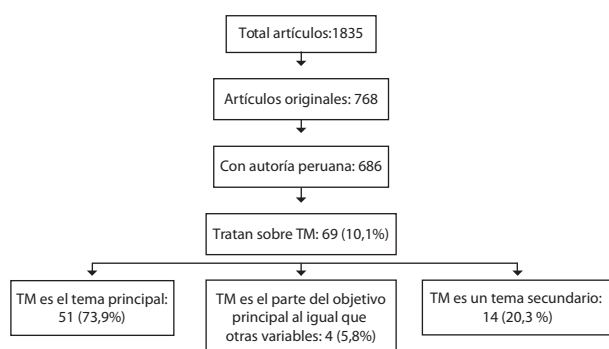 Total artículos:1835
Artículos originales: 768
Con autoría peruana: 686
Tratan sobre TM: 69 (10,1%)
TM es el tema principal:
51 (73,9%)
TM es el parte del objetivo
principal al igual que
otras variables: 4 (5,8%)
TM es un tema secundario:
14 (20,3 %)